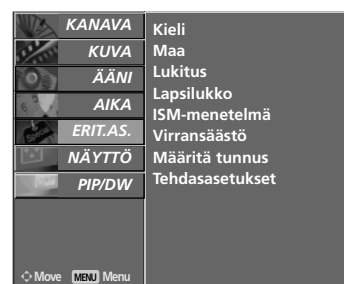 KANAVA
KUVA
ÄÄNI
AIKA
ERIT.AS.
NÄYTTÖ
PIP/DW
Kieli
Maa
Lukitus
Lapsilukko
ISM-menetelmä
Virransäästö
Määritä tunnus
Tehdasasetukset
Move MENU Menu